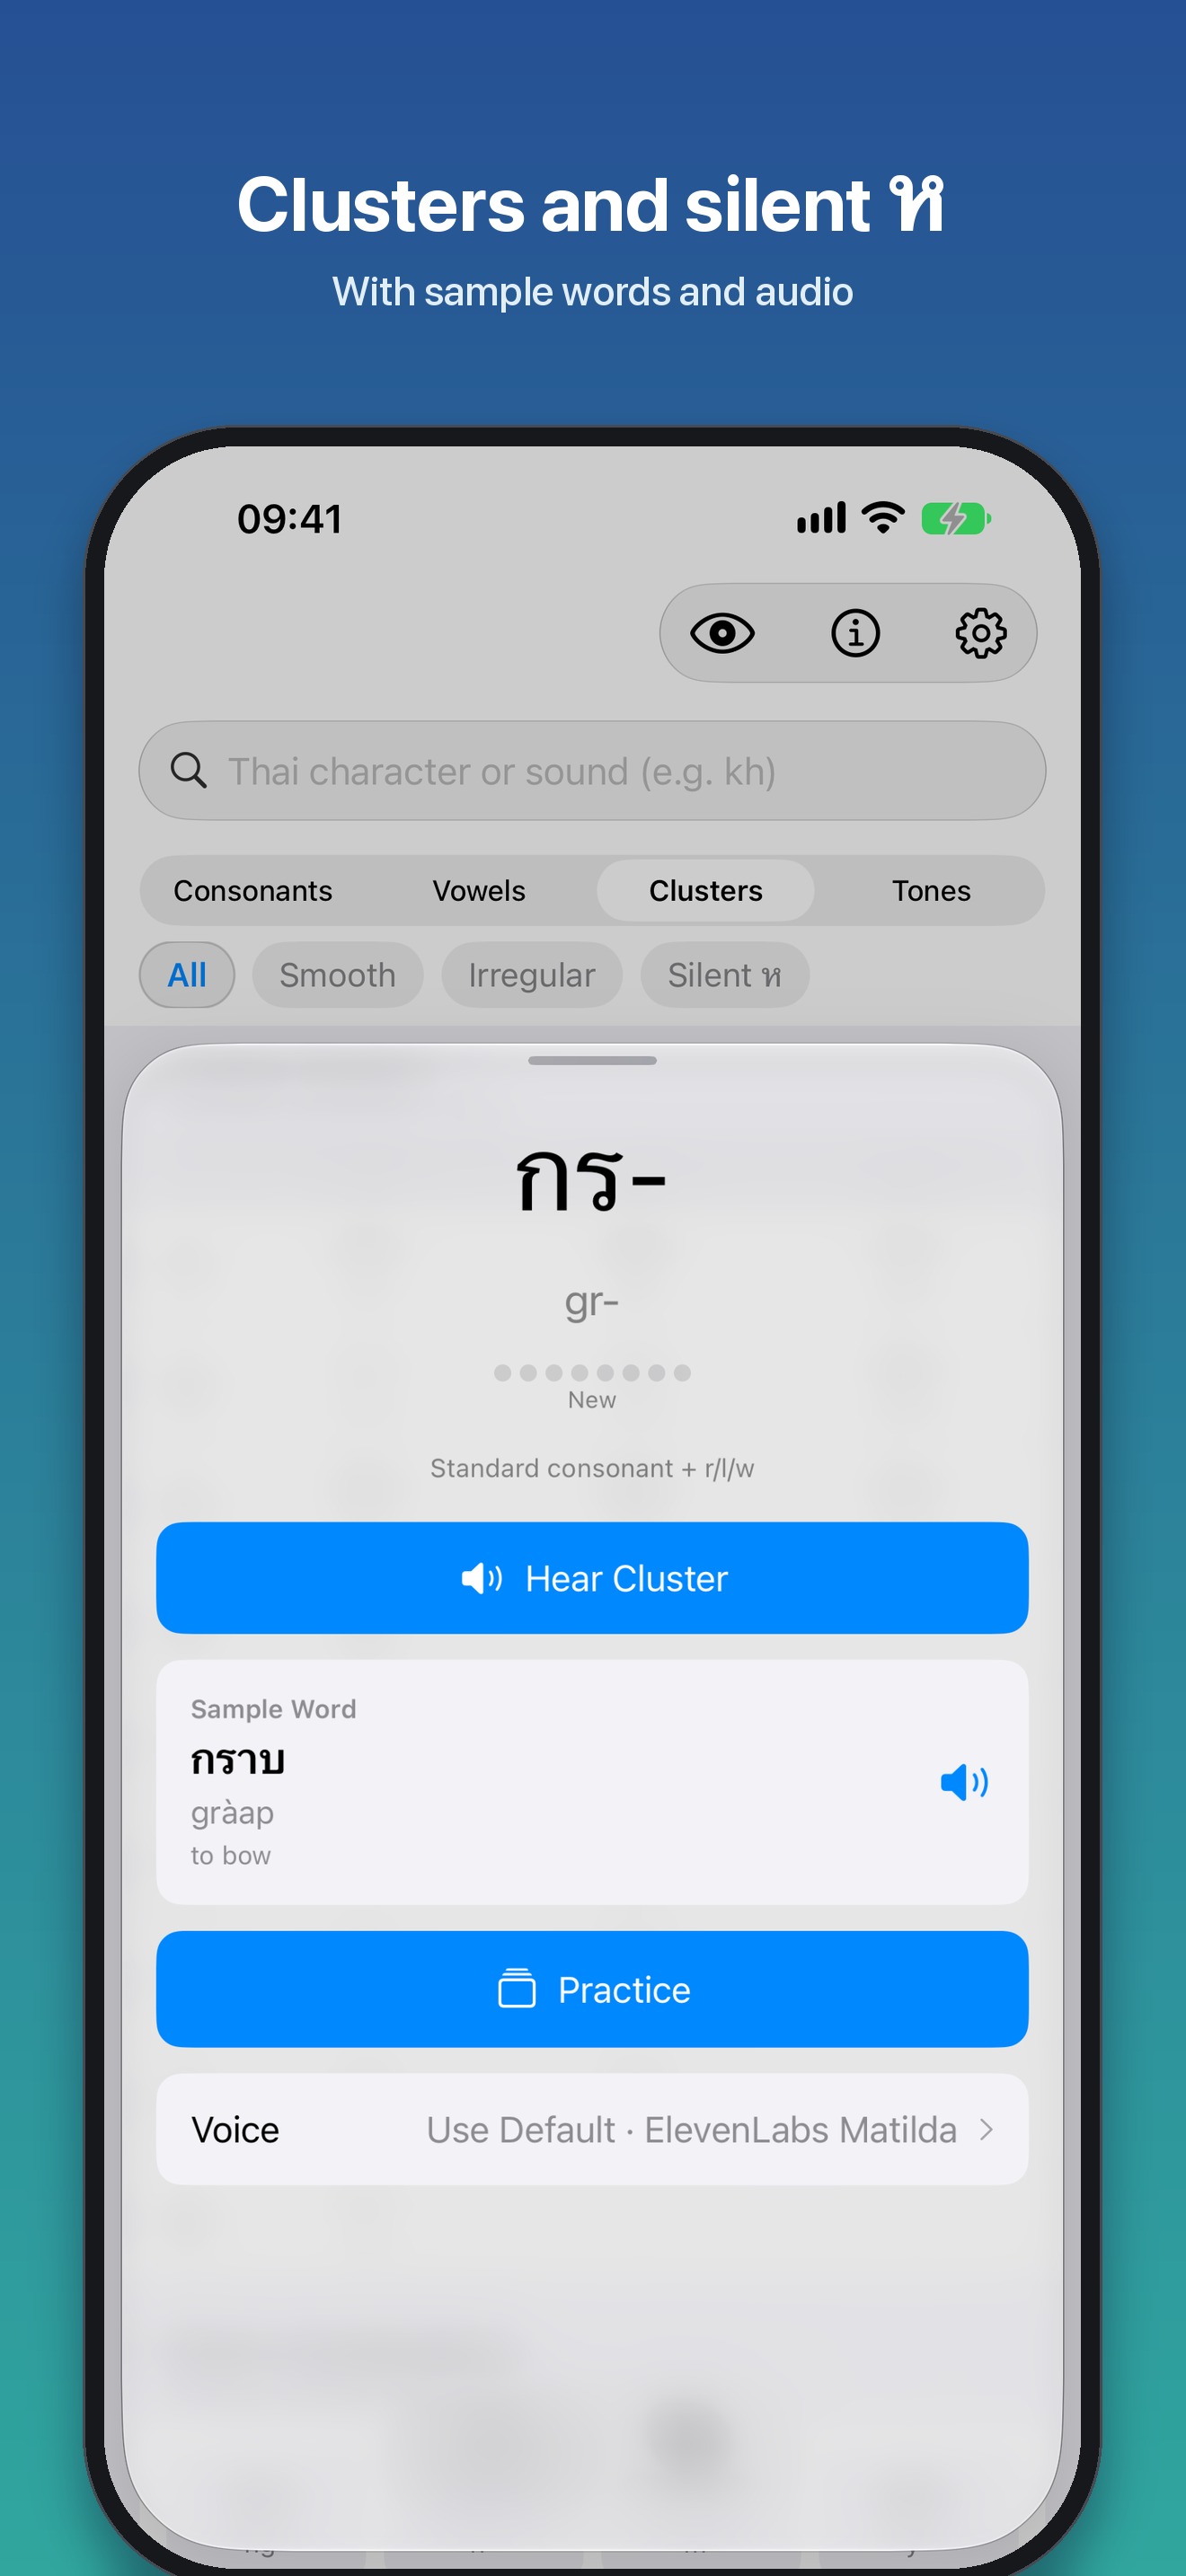 Clusters and silent ห
With sample words and audio
09:41
Thai character or sound (e.g. kh)
Consonants Vowels Clusters Tones
All Smooth Irregular Silent ห
กร-
gr-
New
Standard consonant + r/l/w
Hear Cluster
Sample Word
กราบ
gràap
to bow
Practice
Voice Use Default · ElevenLabs Matilda